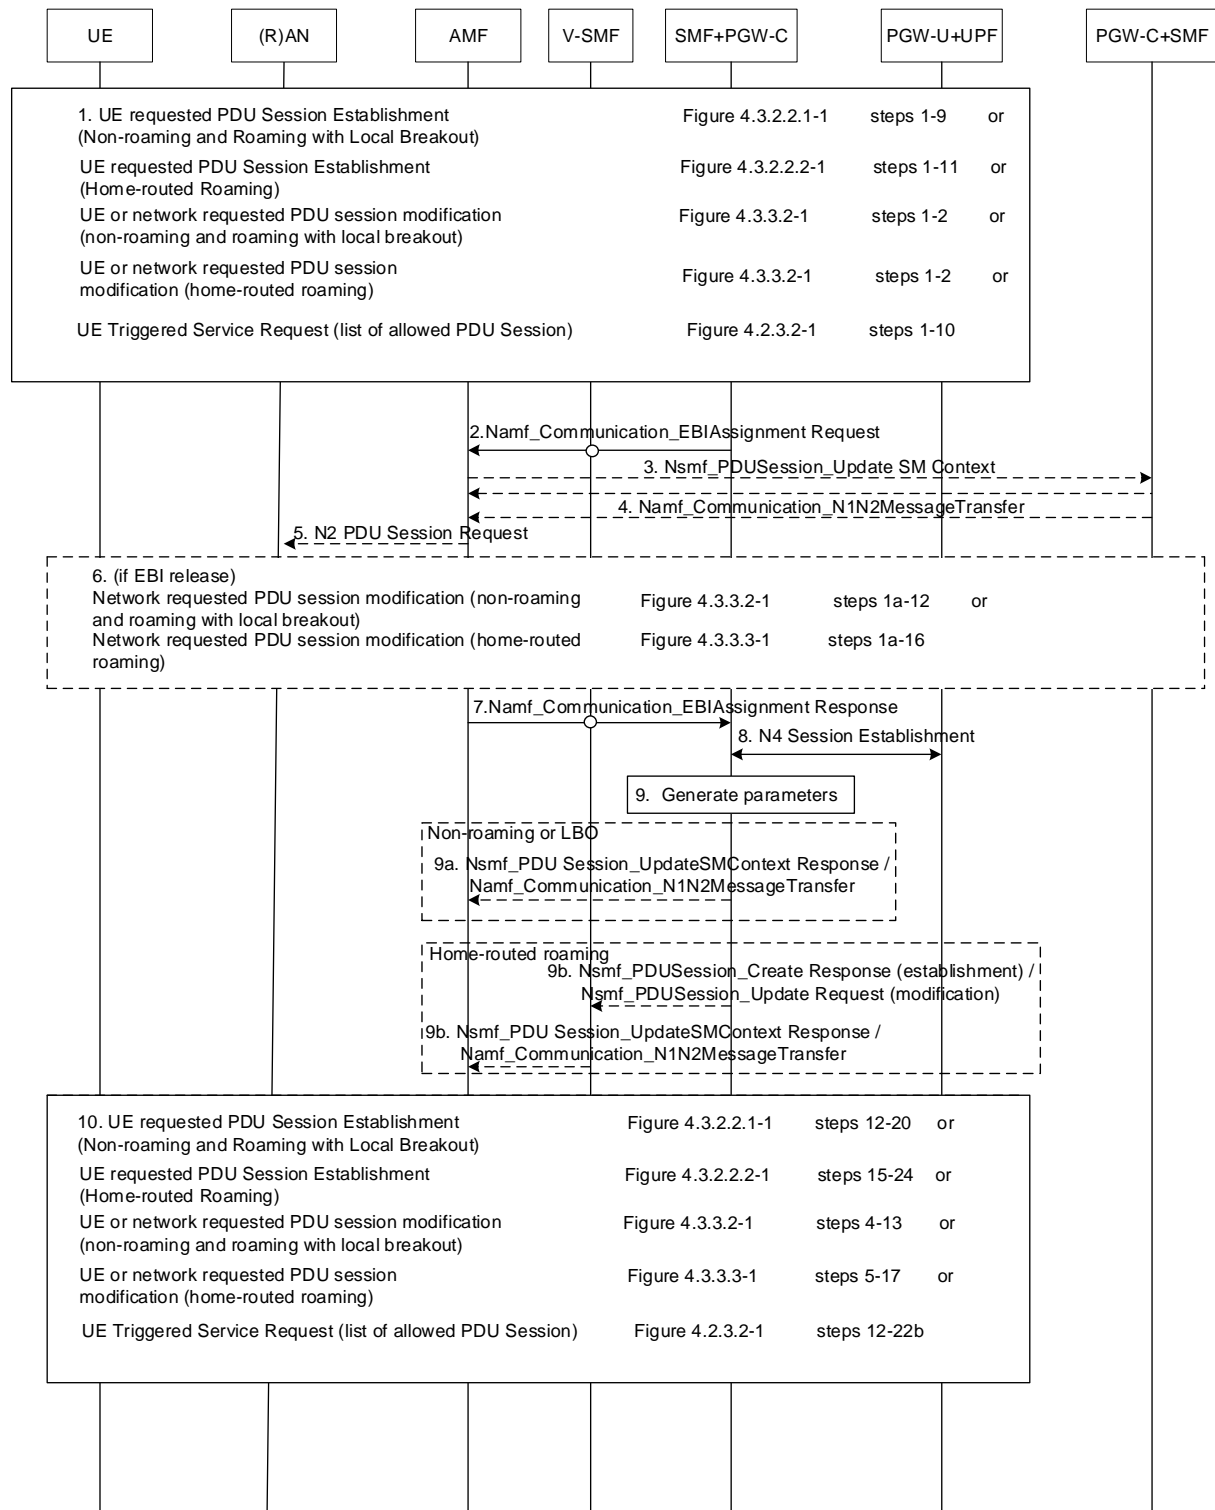 UE
(R)AN
AMF
V-SMF
SMF+PGW-C
PGW-U+UPF
PGW-C+SMF
1. UE requested PDU Session Establishment
(Non-roaming and Roaming with Local Breakout)
Figure 4.3.2.2.1-1 steps 1-9 or
UE requested PDU Session Establishment
(Home-routed Roaming)
Figure 4.3.2.2.2-1 steps 1-11 or
UE or network requested PDU session modification
(non-roaming and roaming with local breakout)
Figure 4.3.3.2-1 steps 1-2 or
UE or network requested PDU session
modification (home-routed roaming)
Figure 4.3.3.2-1 steps 1-2 or
UE Triggered Service Request (list of allowed PDU Session) Figure 4.2.3.2-1 steps 1-10
2.Namf_Communication_EBIAssignment Request
3. Nsmf_PDUSession_Update SM Context
4. Namf_Communication_N1N2MessageTransfer
5. N2 PDU Session Request
6. (if EBI release)
Network requested PDU session modification (non-roaming
and roaming with local breakout)
Figure 4.3.3.2-1 steps 1a-12 or
Network requested PDU session modification (home-routed
roaming)
Figure 4.3.3.3-1 steps 1a-16
7.Namf_Communication_EBIAssignment Response
8. N4 Session Establishment
9. Generate parameters
Non-roaming or LBO
9a. Nsmf_PDU Session_UpdateSMContext Response /
Namf_Communication_N1N2MessageTransfer
Home-routed roaming
9b. Nsmf_PDUSession_Create Response (establishment) /
Nsmf_PDUSession_Update Request (modification)
9b. Nsmf_PDU Session_UpdateSMContext Response /
Namf_Communication_N1N2MessageTransfer
10. UE requested PDU Session Establishment
(Non-roaming and Roaming with Local Breakout)
Figure 4.3.2.2.1-1 steps 12-20 or
UE requested PDU Session Establishment
(Home-routed Roaming)
Figure 4.3.2.2.2-1 steps 15-24 or
UE or network requested PDU session modification
(non-roaming and roaming with local breakout)
Figure 4.3.3.2-1 steps 4-13 or
UE or network requested PDU session
modification (home-routed roaming)
Figure 4.3.3.3-1 steps 5-17 or
UE Triggered Service Request (list of allowed PDU Session) Figure 4.2.3.2-1 steps 12-22b